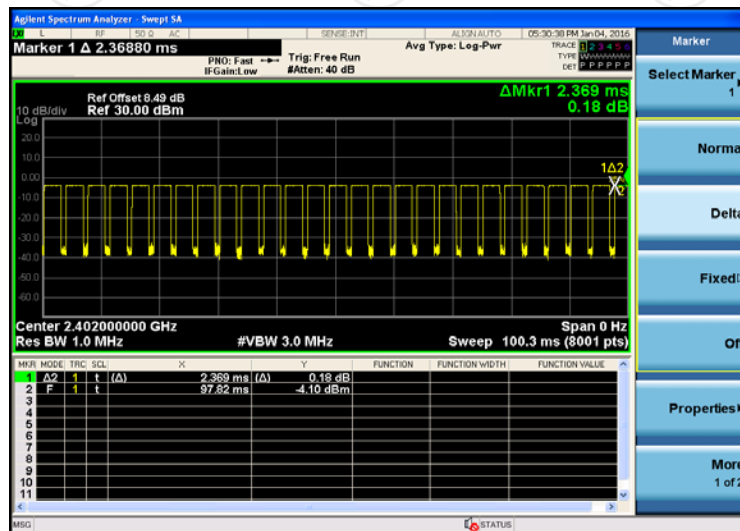 Agilent Spectrum Analyzer - Swept SA
L RF 50 Ω AC SENSE:INT ALIGN AUTO 05:30:38 PM Jan 04, 2016
Marker 1 Δ 2.36880 ms
PNO: Fast
IFGain:Low
Trig: Free Run
#Atten: 40 dB
Avg Type: Log-Pwr
TRACE 1 2 3 4 5 6
TYPE
DET P P P P P P
ΔMkr1 2.369 ms
0.18 dB
Ref Offset 8.49 dB
10 dB/div Ref 30.00 dBm
Log
20.0
10.0
0.00
-10.0
-20.0
-30.0
-40.0
-50.0
-60.0
1Δ2
2
Center 2.402000000 GHz Span 0 Hz
Res BW 1.0 MHz #VBW 3.0 MHz Sweep 100.3 ms (8001 pts)
MKR MODE TRC SCL X Y FUNCTION FUNCTION WIDTH FUNCTION VALUE
1 Δ2 1 t (Δ) 2.369 ms (Δ) 0.18 dB
2 F 1 t 97.82 ms -4.10 dBm
3
4
5
6
7
8
9
10
11
MSG STATUS
Marker
Select Marker
1
Norma
Delta
Fixed
Of
Properties
More
1 of 2